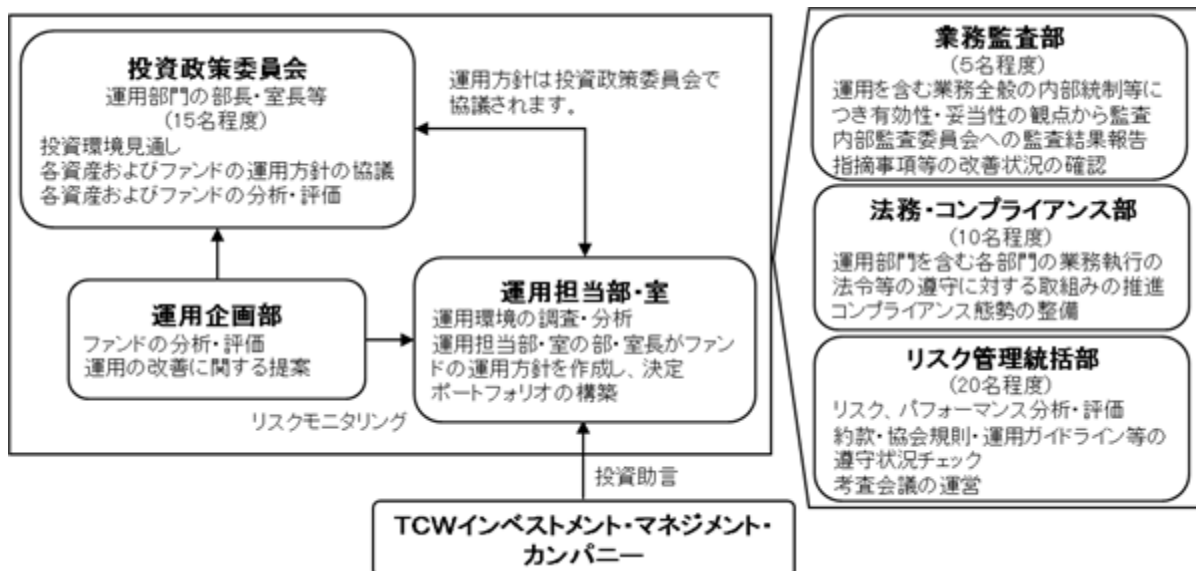 投資政策委員会
運用部門の部長・室長等
(15名程度)
投資環境見通し
各資産およびファンドの運用方針の協議
各資産およびファンドの分析・評価
運用方針は投資政策委員会で
協議されます。
運用企画部
ファンドの分析・評価
運用の改善に関する提案
リスクモニタリング
運用担当部・室
運用環境の調査・分析
運用担当部・室の部・室長がファン
ドの運用方針を作成し、決定
ポートフォリオの構築
投資助言
TCWインベストメント・マネジメント・
カンパニー
業務監査部
(5名程度)
運用を含む業務全般の内部統制等に
つき有効性・妥当性の観点から監査
内部監査委員会への監査結果報告
指摘事項等の改善状況の確認
法務・コンプライアンス部
(10名程度)
運用部門を含む各部門の業務執行の
法令等の遵守に対する取組みの推進
コンプライアンス態勢の整備
リスク管理統括部
(20名程度)
リスク、パフォーマンス分析・評価
約款・協会規則・運用ガイドライン等の
遵守状況チェック
考査会議の運営